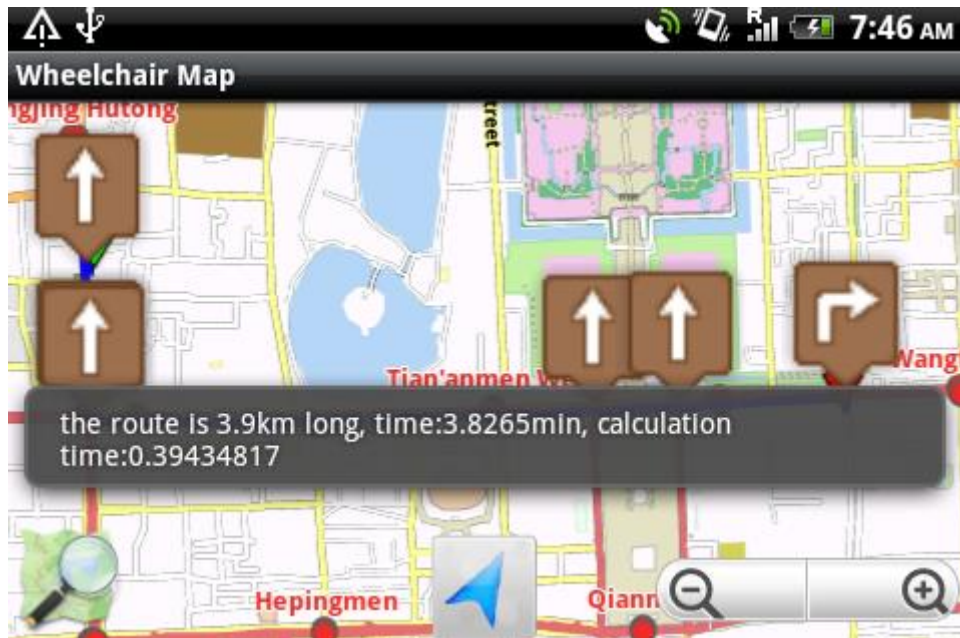 R
7:46 AM
Wheelchair Map
ngjing Hutong
treet
Wang
Tian'anmen W
the route is 3.9km long, time:3.8265min, calculation
time:0.39434817
Hepingmen
Qiann